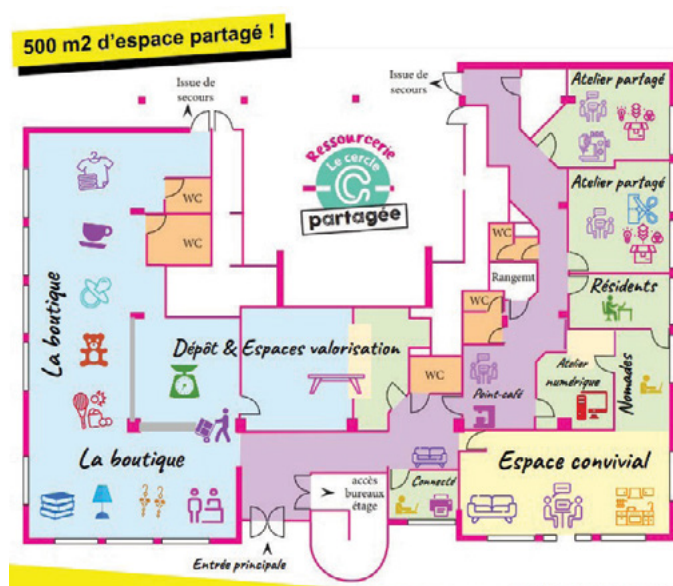 500 m2 d'espace partagé !
Issue de
secours
Issue de
secours
Atelier partagé
Ressourcerie
Le cercle
partagée
WC
WC
Atelier partagé
WC
Rangemt
WC
Résidents
La boutique
Dépôt & Espaces valorisation
WC
Point-café
Atelier
numérique
Nomades
La boutique
accès
bureaux
étage
Connecté
Espace convivial
Entrée principale